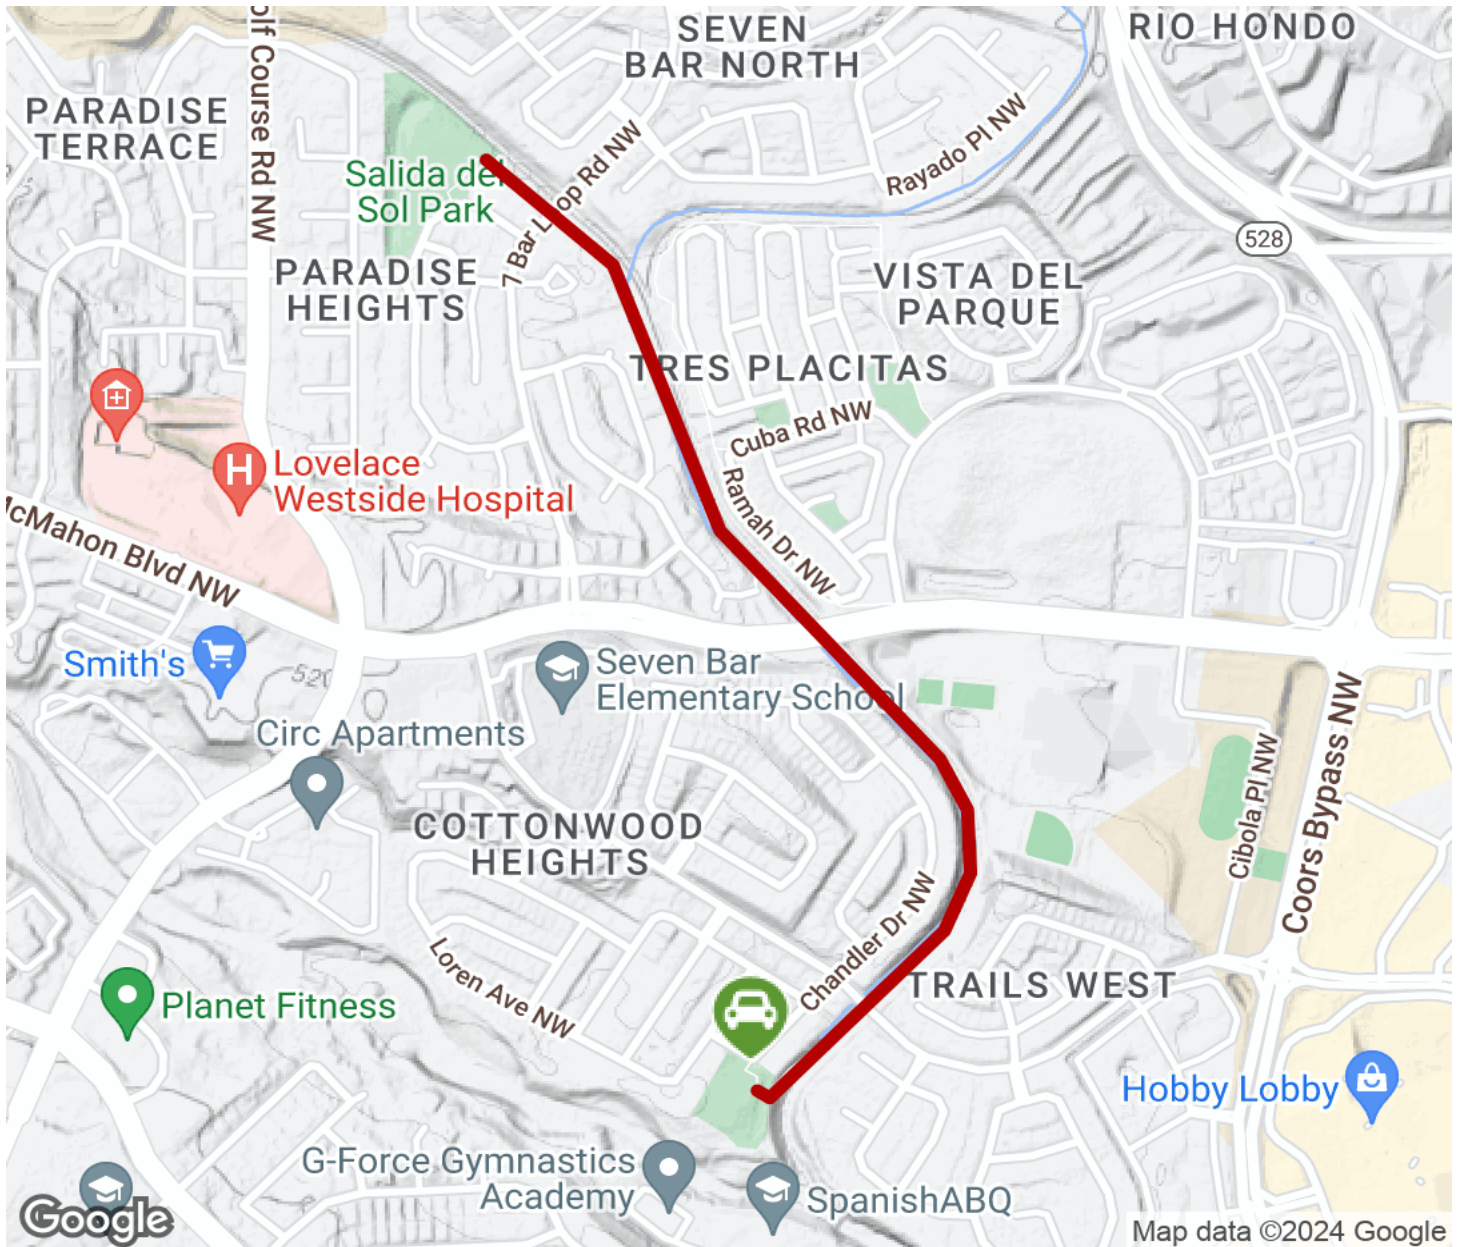 SEVEN
BAR NORTH
RIO HONDO
olf Course Rd NW
PARADISE
TERRACE
7 Bar Loop Rd NW
Rayado Pl NW
Salida del
Sol Park
528
PARADISE
HEIGHTS
VISTA DEL
PARQUE
TRES PLACITAS
Cuba Rd NW
H
Lovelace
Westside Hospital
Ramah Dr NW
McMahon Blvd NW
Smith's
Seven Bar
Elementary School
Circ Apartments
Coors Bypass NW
Cibola Pl NW
COTTONWOOD
HEIGHTS
Chandler Dr NW
Loren Ave NW
TRAILS WEST
Planet Fitness
Hobby Lobby
G-Force Gymnastics
Academy
SpanishABQ
Google
Map data ©2024 Google